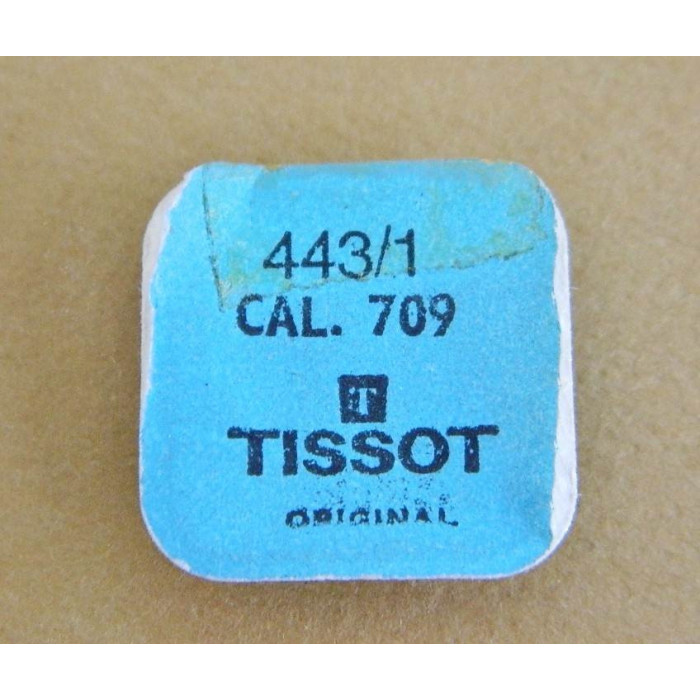 443/1
CAL. 709
T
TISSOT
ORIGINAL